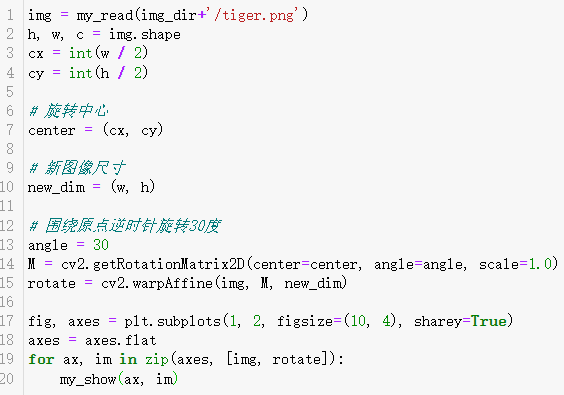 1 img = my_read(img_dir+'/tiger.png')
2 h, w, c = img.shape
3 cx = int(w / 2)
4 cy = int(h / 2)
5
6 # 旋转中心
7 center = (cx, cy)
8
9 # 新图像尺寸
10 new_dim = (w, h)
11
12 # 围绕原点逆时针旋转30度
13 angle = 30
14 M = cv2.getRotationMatrix2D(center=center, angle=angle, scale=1.0)
15 rotate = cv2.warpAffine(img, M, new_dim)
16
17 fig, axes = plt.subplots(1, 2, figsize=(10, 4), sharey=True)
18 axes = axes.flat
19 for ax, im in zip(axes, [img, rotate]):
20     my_show(ax, im)